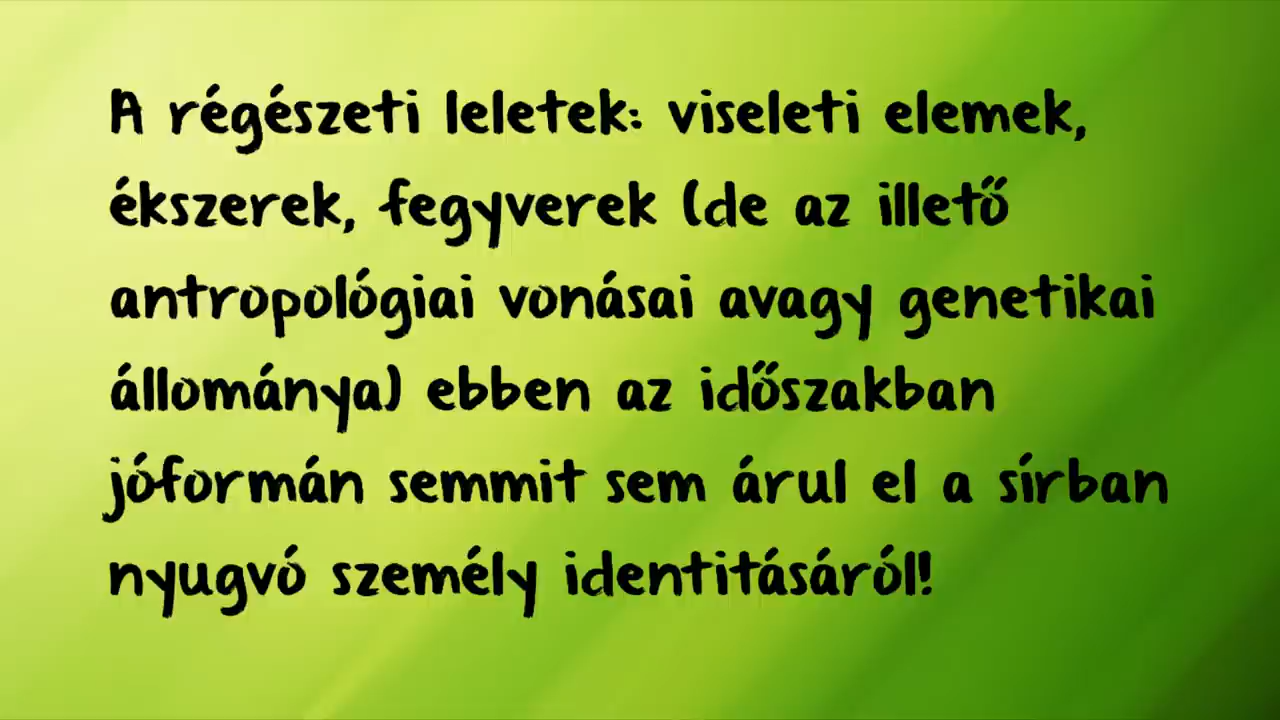 A régészeti leletek: viseleti elemek,
ékszerek, fegyverek (de az illető
antropológiai vonásai avagy genetikai
állománya) ebben az időszakban
jóformán semmit sem árul el a sírban
nyugvó személy identitásáról!